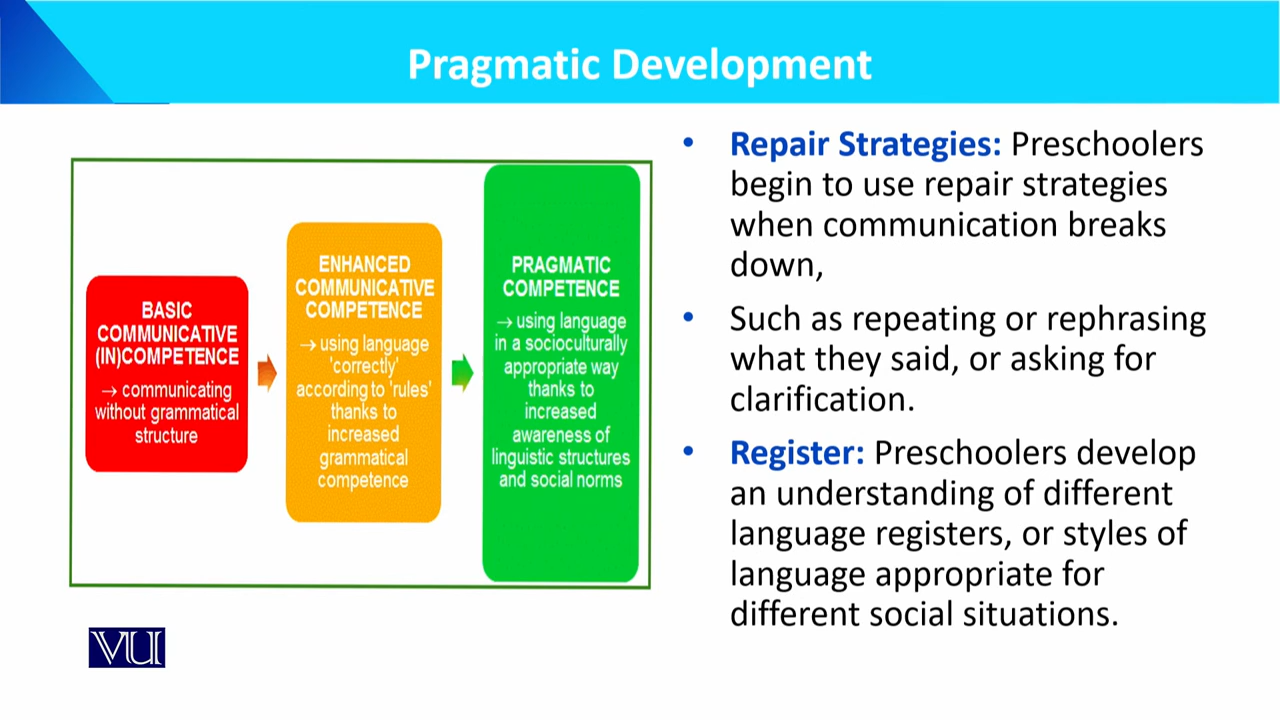 Pragmatic Development
BASIC
COMMUNICATIVE
(IN)COMPETENCE
→ communicating
without grammatical
structure
ENHANCED
COMMUNICATIVE
COMPETENCE
→ using language
'correctly'
according to 'rules'
thanks to
increased
grammatical
competence
PRAGMATIC
COMPETENCE
→ using language
in a socioculturally
appropriate way
thanks to
increased
awareness of
linguistic structures
and social norms
• Repair Strategies: Preschoolers
begin to use repair strategies
when communication breaks
down,
• Such as repeating or rephrasing
what they said, or asking for
clarification.
• Register: Preschoolers develop
an understanding of different
language registers, or styles of
language appropriate for
different social situations.
VU